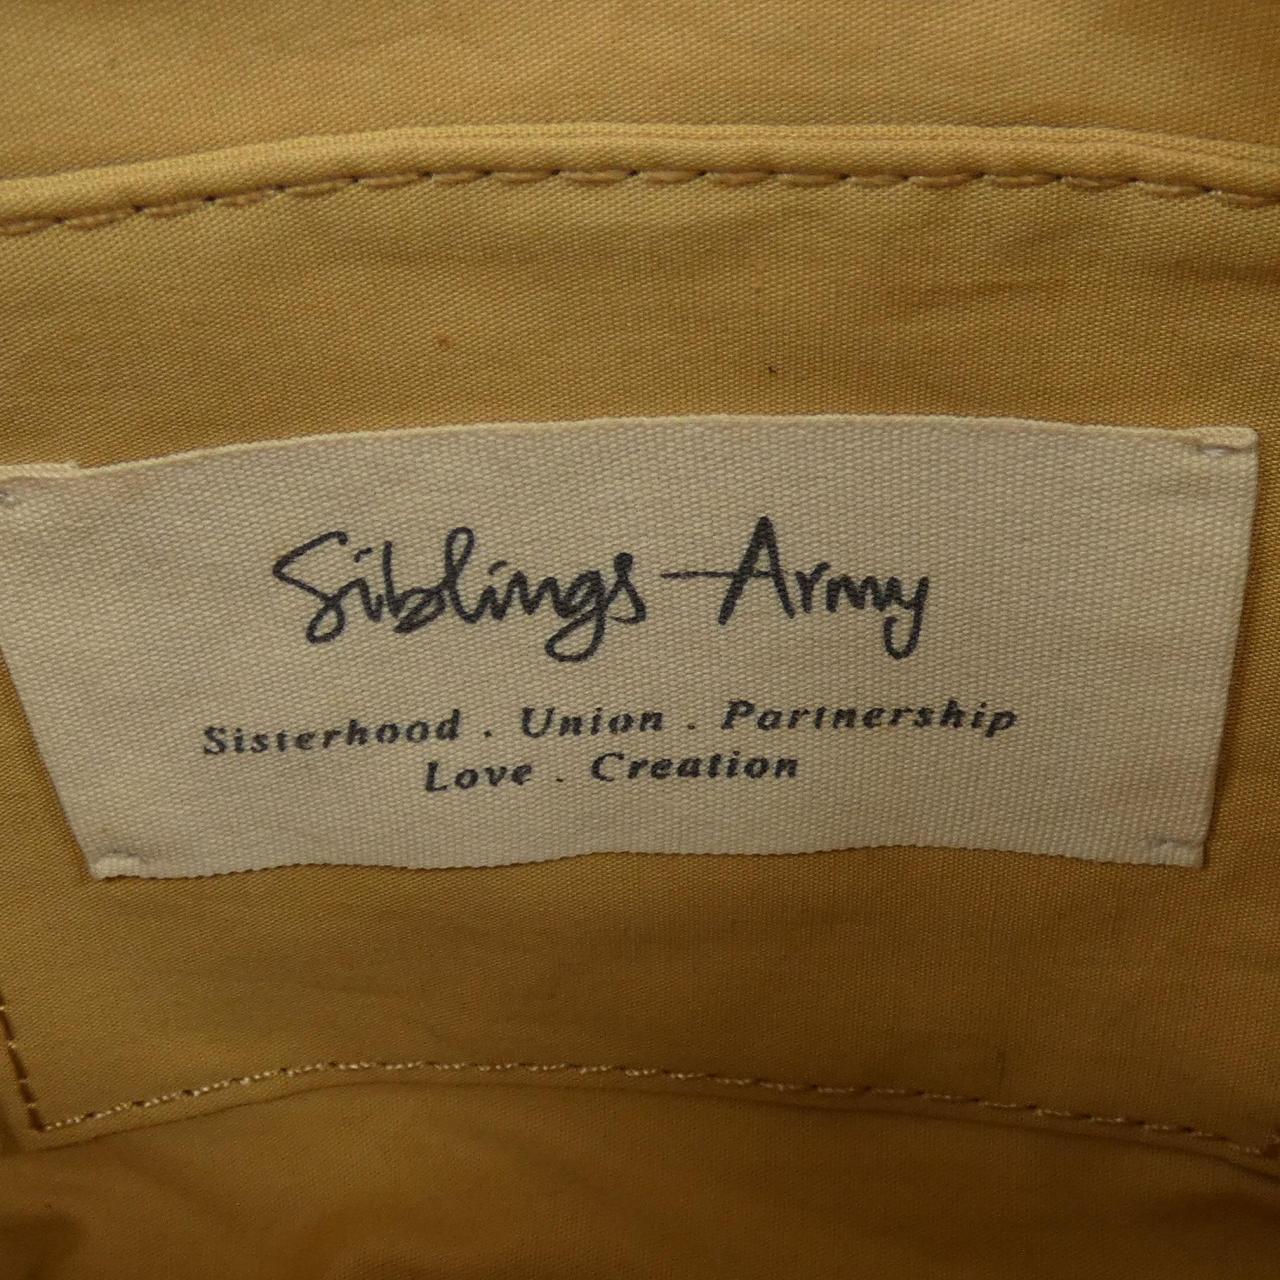 Siblings Army
Sisterhood . Union . Partnership
Love . Creation